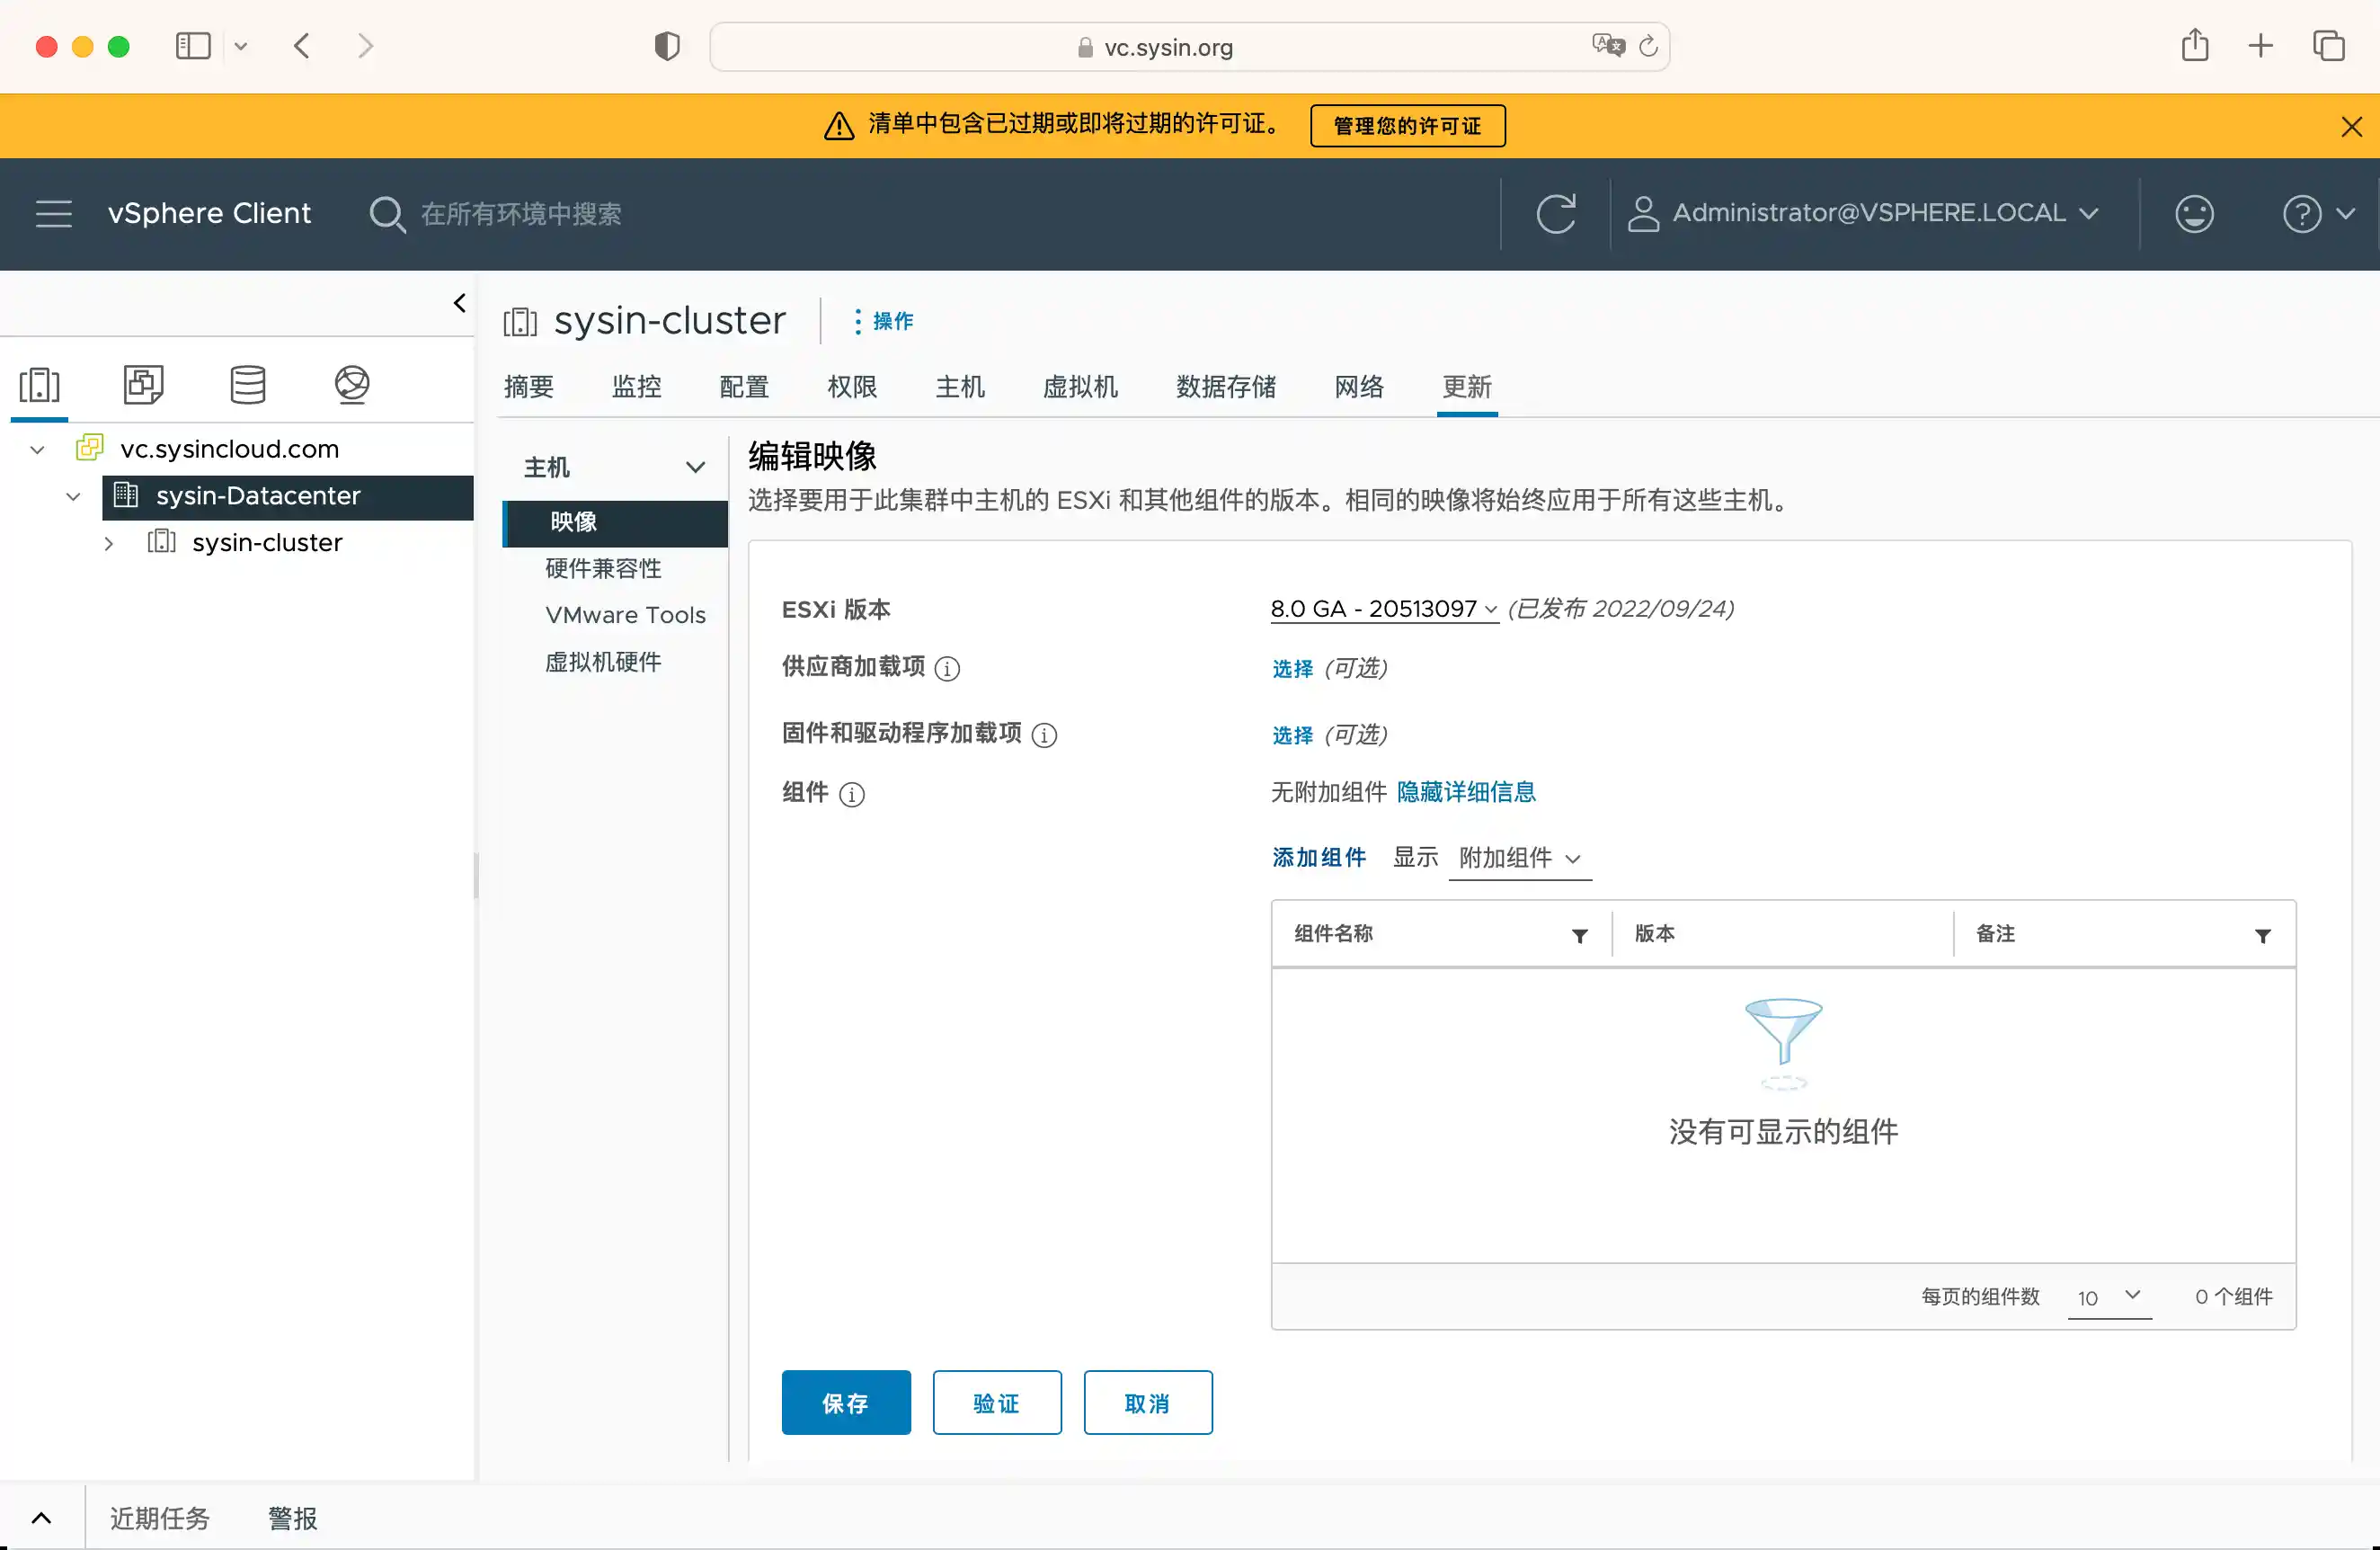 vc.sysin.org
清单中包含已过期或即将过期的许可证。 管理您的许可证
vSphere Client 在所有环境中搜索 Administrator@VSPHERE.LOCAL
sysin-cluster 操作
摘要 监控 配置 权限 主机 虚拟机 数据存储 网络 更新
vc.sysincloud.com
sysin-Datacenter
sysin-cluster
主机
映像
硬件兼容性
VMware Tools
虚拟机硬件
编辑映像
选择要用于此集群中主机的 ESXi 和其他组件的版本。相同的映像将始终应用于所有这些主机。
ESXi 版本 8.0 GA - 20513097 (已发布 2022/09/24)
供应商加载项 选择 (可选)
固件和驱动程序加载项 选择 (可选)
组件 无附加组件 隐藏详细信息
添加组件 显示 附加组件
组件名称 版本 备注
没有可显示的组件
每页的组件数 10 0 个组件
保存 验证 取消
近期任务 警报